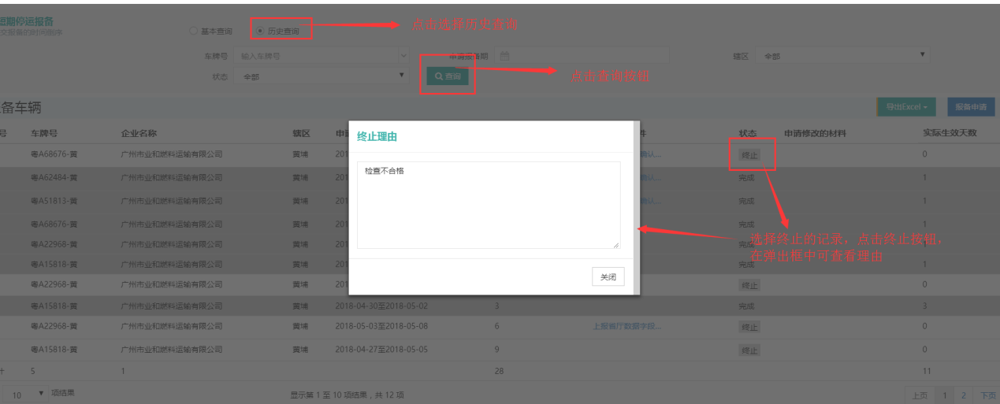 短期停运报备
交报备的时间倒序
基本查询 历史查询 点击选择历史查询
车牌号 输入车牌号 申请报备期 辖区 全部
状态 全部 查询 点击查询按钮
备车辆 导出Excel 报备申请
号 车牌号 企业名称 辖区 申请 件 状态 申请修改的材料 实际生效天数
终止理由
检查不合格
关闭
粤A68676-黄 广州市业和燃料运输有限公司 黄埔 201 确认... 终止 0
粤A62484-黄 广州市业和燃料运输有限公司 黄埔 201 确认... 完成 1
粤A51813-黄 广州市业和燃料运输有限公司 黄埔 201 确认... 完成 1
粤A68676-黄 广州市业和燃料运输有限公司 黄埔 201 完成 1
粤A22968-黄 广州市业和燃料运输有限公司 黄埔 201 完成 1
粤A15818-黄 广州市业和燃料运输有限公司 黄埔 201 完成 1
选择终止的记录，点击终止按钮，
在弹出框中可查看理由
粤A22968-黄 广州市业和燃料运输有限公司 黄埔 201 终止 0
粤A15818-黄 广州市业和燃料运输有限公司 黄埔 2018-04-30至2018-05-02 3 完成 3
粤A22968-黄 广州市业和燃料运输有限公司 黄埔 2018-05-03至2018-05-08 6 上报省厅数据字段... 终止 0
粤A15818-黄 广州市业和燃料运输有限公司 黄埔 2018-04-27至2018-05-05 9 终止 0
计 5 1 28 11
10 项结果 显示第 1 至 10 项结果，共 12 项 上页 1 2 下页